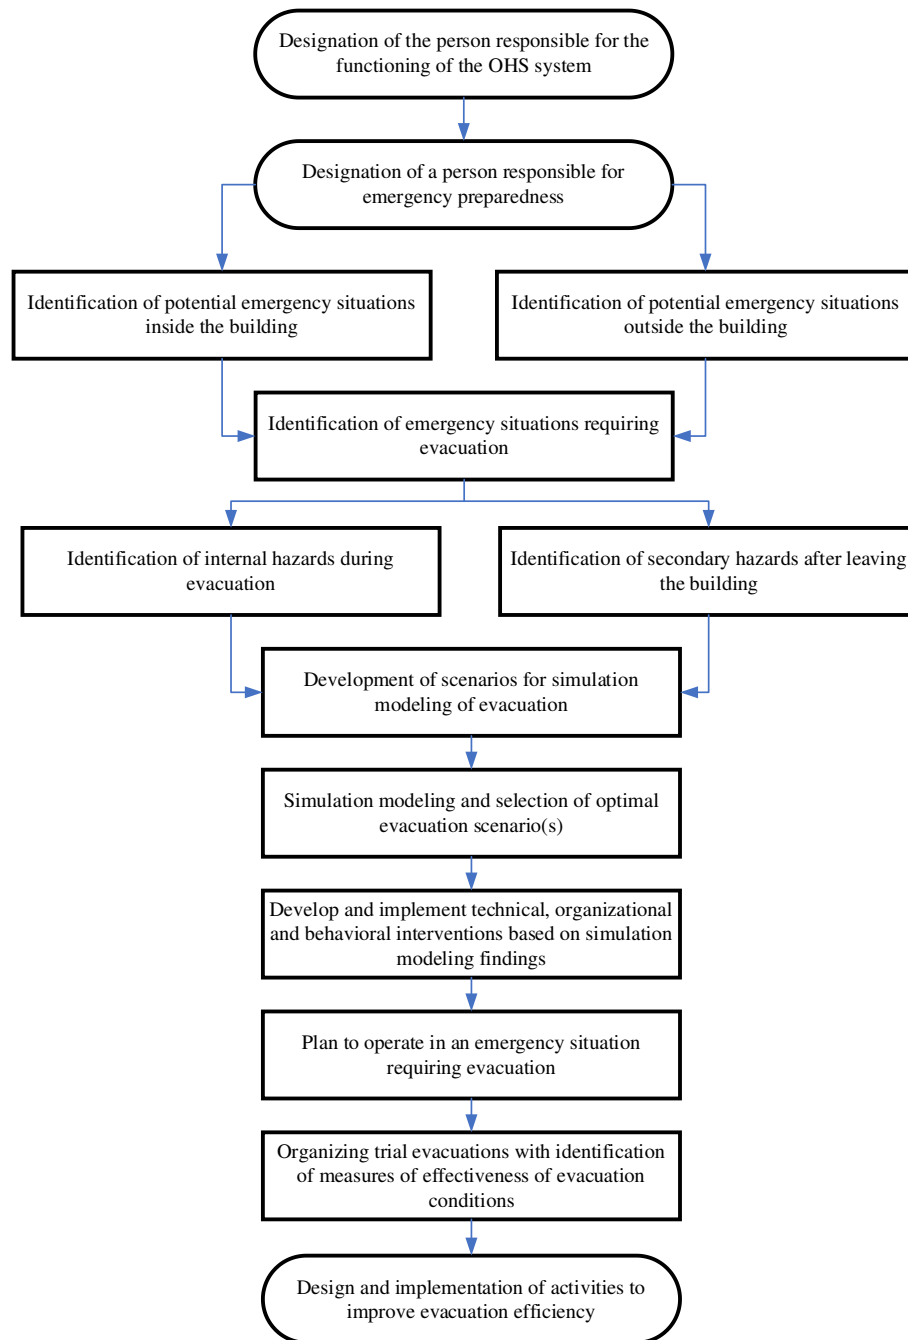 Designation of the person responsible for the
functioning of the OHS system
Designation of a person responsible for
emergency preparedness
Identification of potential emergency situations
inside the building
Identification of potential emergency situations
outside the building
Identification of emergency situations requiring
evacuation
Identification of internal hazards during
evacuation
Identification of secondary hazards after leaving
the building
Development of scenarios for simulation
modeling of evacuation
Simulation modeling and selection of optimal
evacuation scenario(s)
Develop and implement technical, organizational
and behavioral interventions based on simulation
modeling findings
Plan to operate in an emergency situation
requiring evacuation
Organizing trial evacuations with identification
of measures of effectiveness of evacuation
conditions
Design and implementation of activities to
improve evacuation efficiency